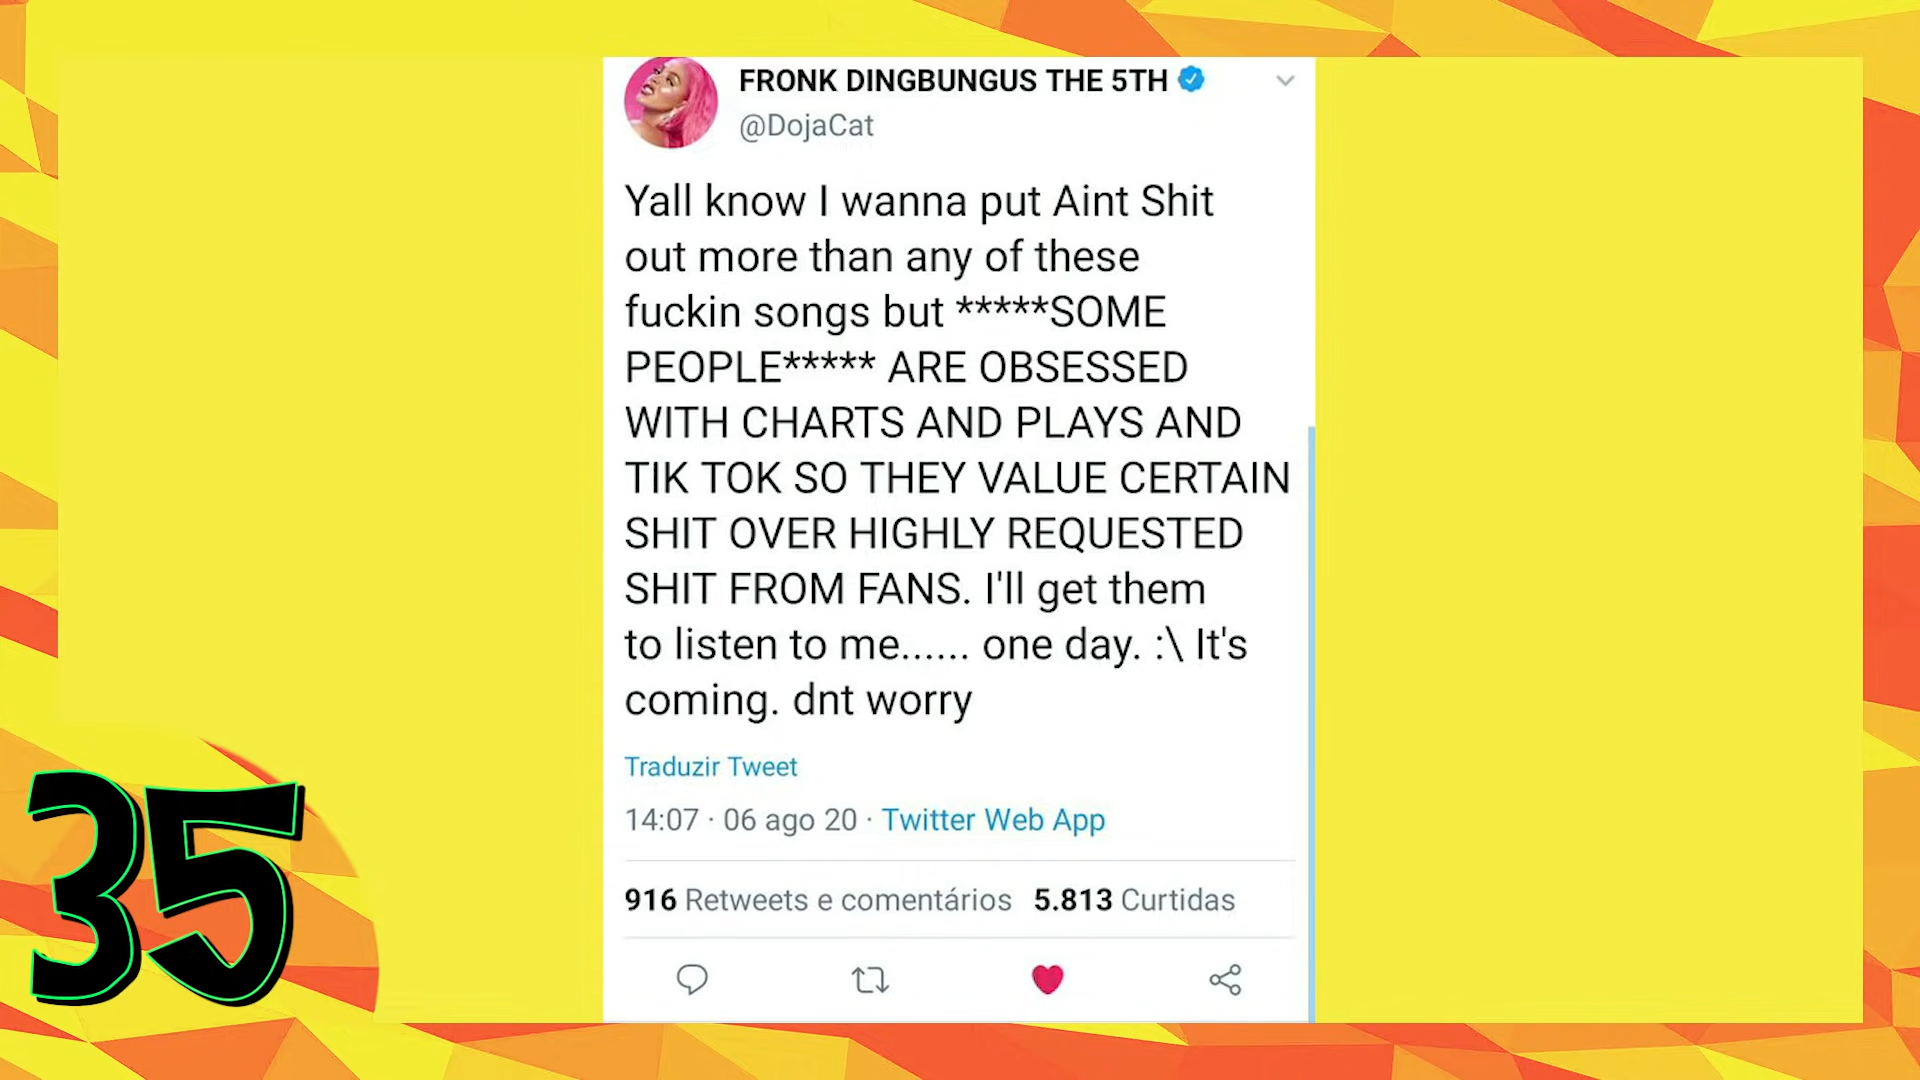 FRONK DINGBUNGUS THE 5TH
@DojaCat
Yall know I wanna put Aint Shit
out more than any of these
fuckin songs but *****SOME
PEOPLE***** ARE OBSESSED
WITH CHARTS AND PLAYS AND
TIK TOK SO THEY VALUE CERTAIN
SHIT OVER HIGHLY REQUESTED
SHIT FROM FANS. I'll get them
to listen to me...... one day. :\ It's
coming. dnt worry
Traduzir Tweet
14:07 · 06 ago 20 · Twitter Web App
916 Retweets e comentários 5.813 Curtidas
35